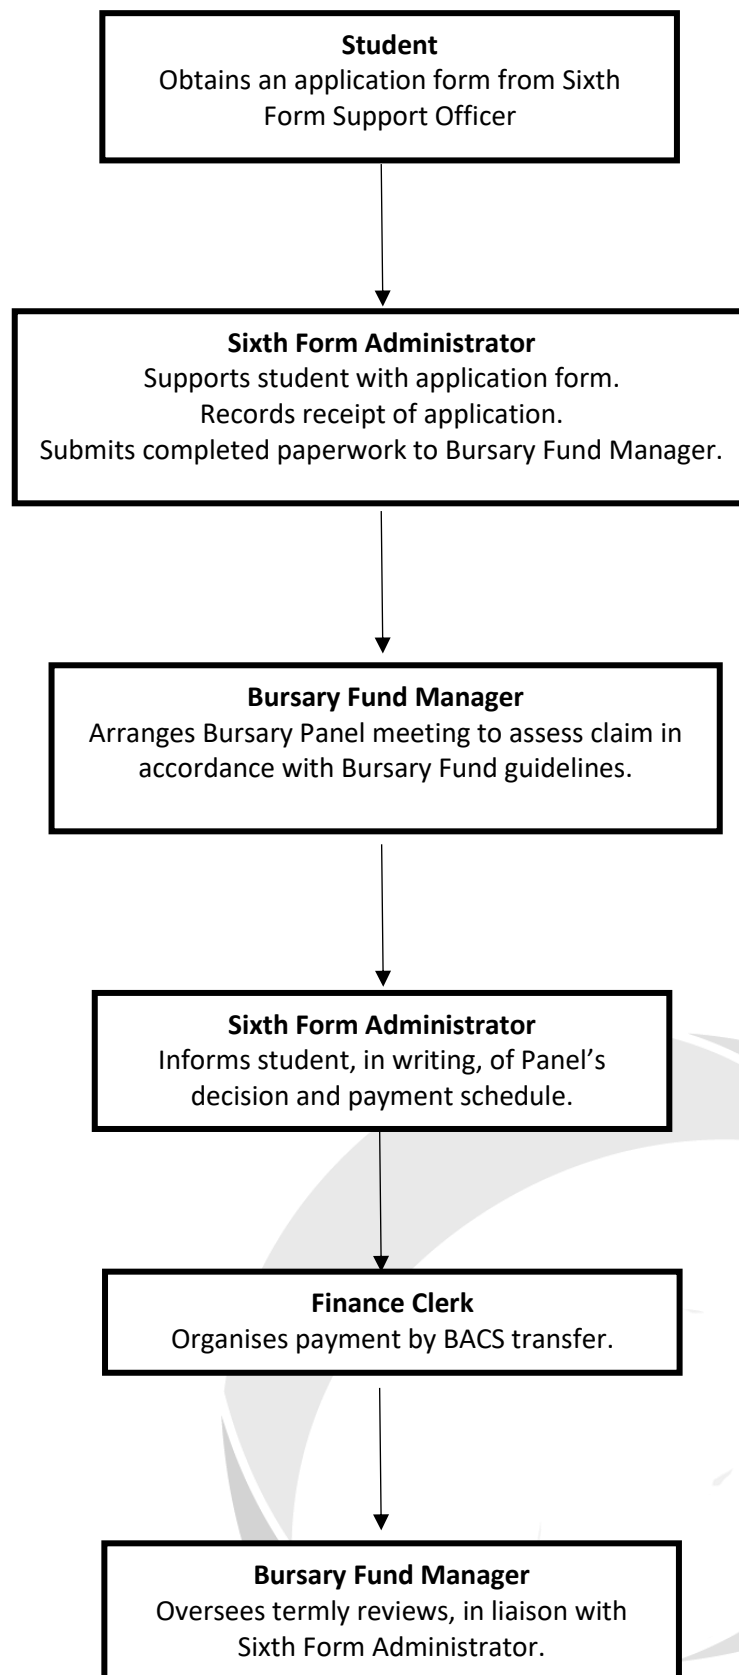 Student
Obtains an application form from Sixth
Form Support Officer
Sixth Form Administrator
Supports student with application form.
Records receipt of application.
Submits completed paperwork to Bursary Fund Manager.
Bursary Fund Manager
Arranges Bursary Panel meeting to assess claim in
accordance with Bursary Fund guidelines.
Sixth Form Administrator
Informs student, in writing, of Panel’s
decision and payment schedule.
Finance Clerk
Organises payment by BACS transfer.
Bursary Fund Manager
Oversees termly reviews, in liaison with
Sixth Form Administrator.